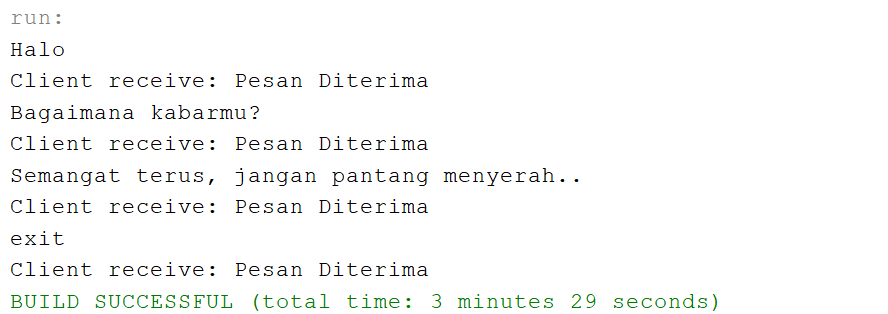 run:
Halo
Client receive: Pesan Diterima
Bagaimana kabarmu?
Client receive: Pesan Diterima
Semangat terus, jangan pantang menyerah..
Client receive: Pesan Diterima
exit
Client receive: Pesan Diterima
BUILD SUCCESSFUL (total time: 3 minutes 29 seconds)